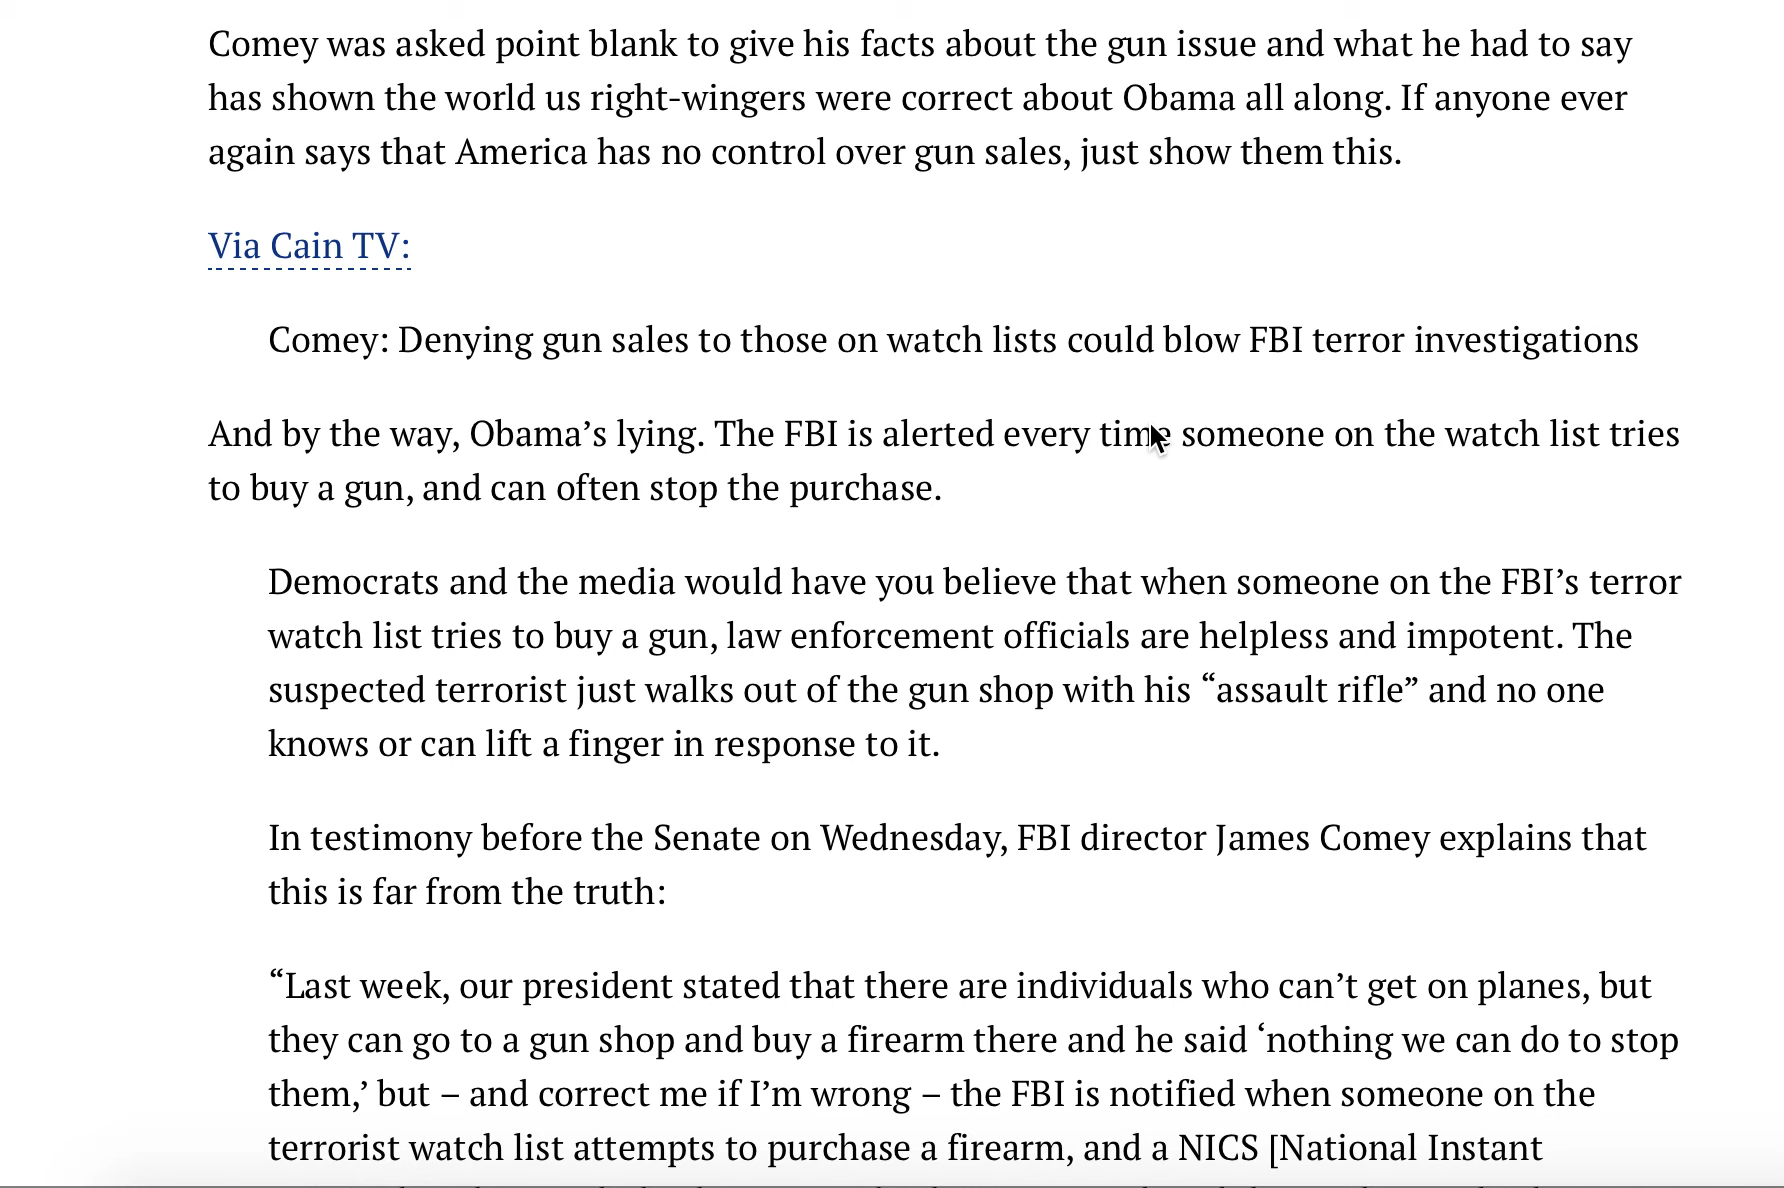 Comey was asked point blank to give his facts about the gun issue and what he had to say
has shown the world us right-wingers were correct about Obama all along. If anyone ever
again says that America has no control over gun sales, just show them this.
Via Cain TV:
Comey: Denying gun sales to those on watch lists could blow FBI terror investigations
And by the way, Obama’s lying. The FBI is alerted every time someone on the watch list tries
to buy a gun, and can often stop the purchase.
Democrats and the media would have you believe that when someone on the FBI’s terror
watch list tries to buy a gun, law enforcement officials are helpless and impotent. The
suspected terrorist just walks out of the gun shop with his “assault rifle” and no one
knows or can lift a finger in response to it.
In testimony before the Senate on Wednesday, FBI director James Comey explains that
this is far from the truth:
“Last week, our president stated that there are individuals who can’t get on planes, but
they can go to a gun shop and buy a firearm there and he said ‘nothing we can do to stop
them,’ but – and correct me if I’m wrong – the FBI is notified when someone on the
terrorist watch list attempts to purchase a firearm, and a NICS [National Instant